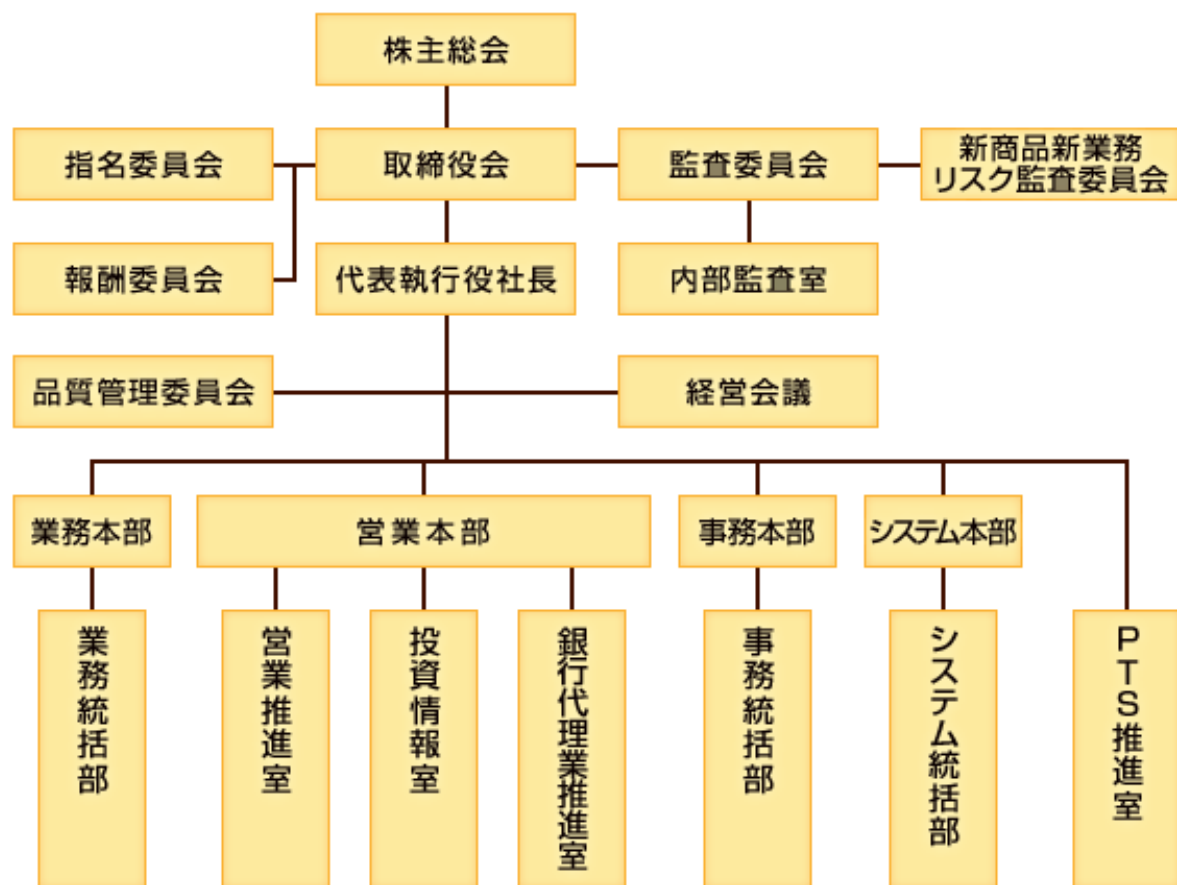 株主総会
指名委員会
取締役会
監査委員会
新商品新業務
リスク監査委員会
報酬委員会
代表執行役社長
内部監査室
品質管理委員会
経営会議
業務本部
営業本部
事務本部
システム本部
業務統括部
営業推進室
投資情報室
銀行代理業推進室
事務統括部
システム統括部
PTS推進室